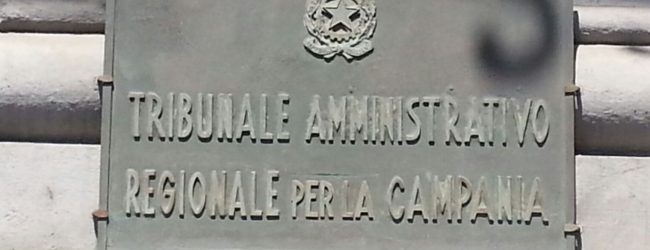 TRIBUNALE AMMINISTRATIVO
REGIONALE PER LA CAMPANIA